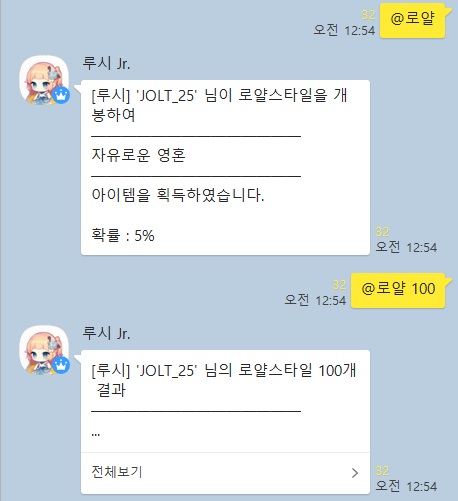 32
오전 12:54
@로얄
루시 Jr.
[루시] 'JOLT_25' 님이 로얄스타일을 개
봉하여
자유로운 영혼
아이템을 획득하였습니다.
확률 : 5%
32
오전 12:54
32
오전 12:54
@로얄 100
루시 Jr.
[루시] 'JOLT_25' 님의 로얄스타일 100개
결과
...
전체보기
32
오전 12:54